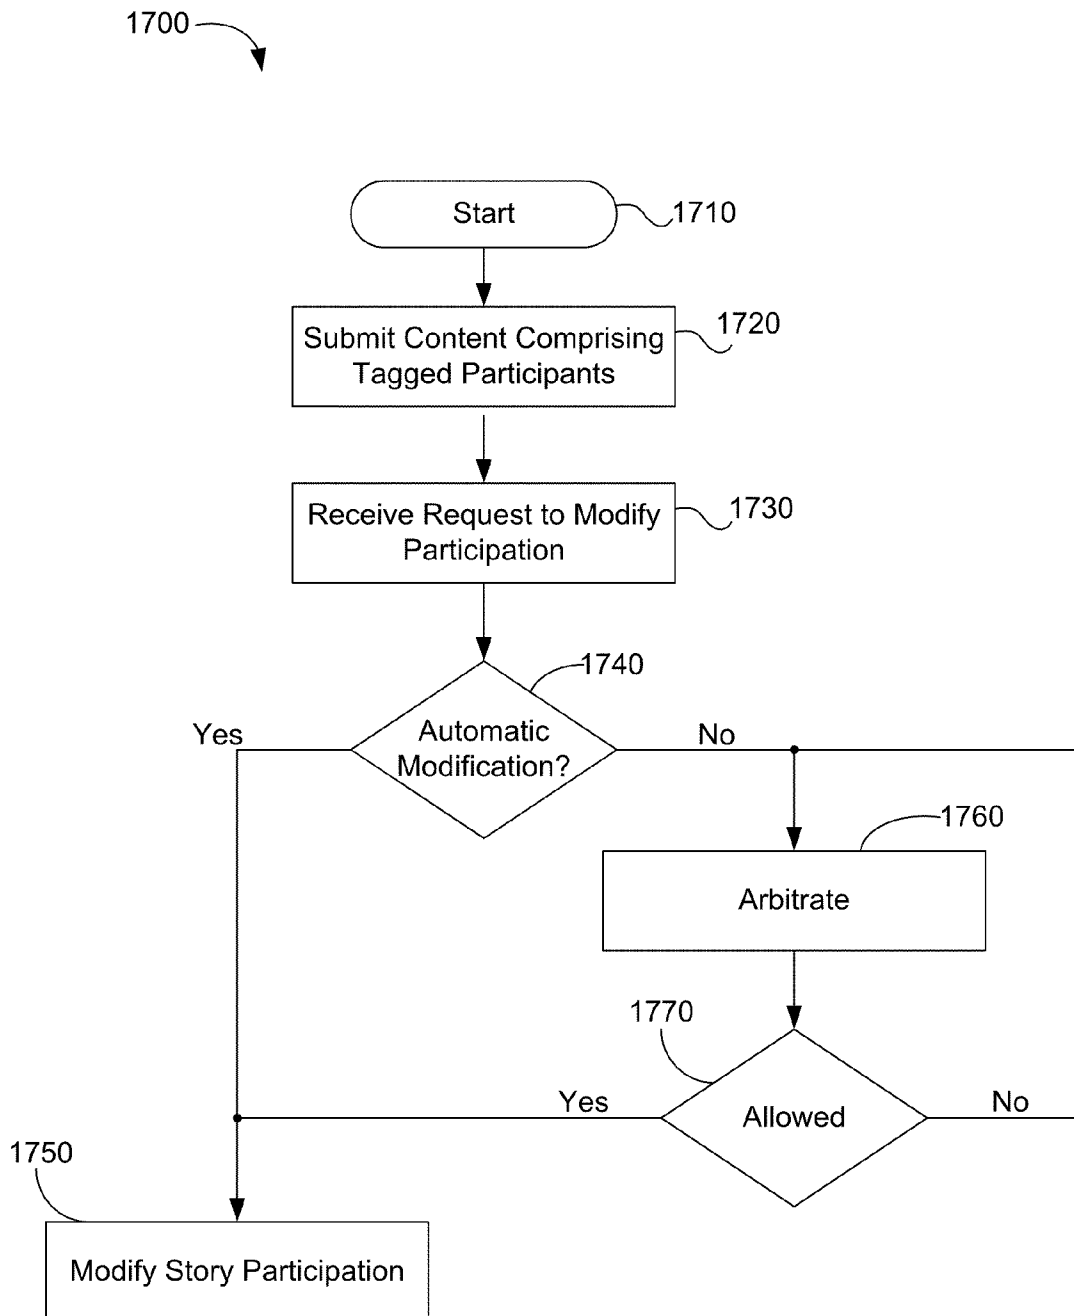 1700
Start
1710
Submit Content Comprising
Tagged Participants
1720
Receive Request to Modify
Participation
1730
1740
Automatic
Modification?
Yes
No
1760
Arbitrate
1770
Allowed
Yes
No
1750
Modify Story Participation